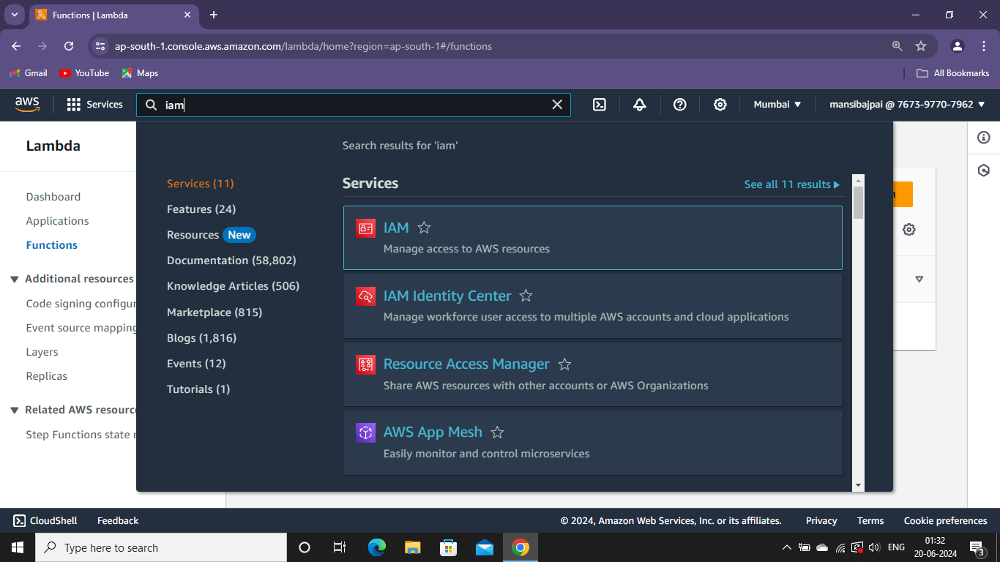 Functions | Lambda
ap-south-1.console.aws.amazon.com/lambda/home?region=ap-south-1#/functions
Gmail YouTube Maps All Bookmarks
aws Services iam Mumbai mansibajpai @ 7673-9770-7962
Lambda
Dashboard
Applications
Functions
Additional resources
Code signing configur
Event source mapping
Layers
Replicas
Related AWS resourc
Step Functions state
Search results for 'iam'
Services (11)
Features (24)
Resources New
Documentation (58,802)
Knowledge Articles (506)
Marketplace (815)
Blogs (1,816)
Events (12)
Tutorials (1)
Services See all 11 results
IAM
Manage access to AWS resources
IAM Identity Center
Manage workforce user access to multiple AWS accounts and cloud applications
Resource Access Manager
Share AWS resources with other accounts or AWS Organizations
AWS App Mesh
Easily monitor and control microservices
CloudShell Feedback © 2024, Amazon Web Services, Inc. or its affiliates. Privacy Terms Cookie preferences
Type here to search ENG 01:32
20-06-2024 3